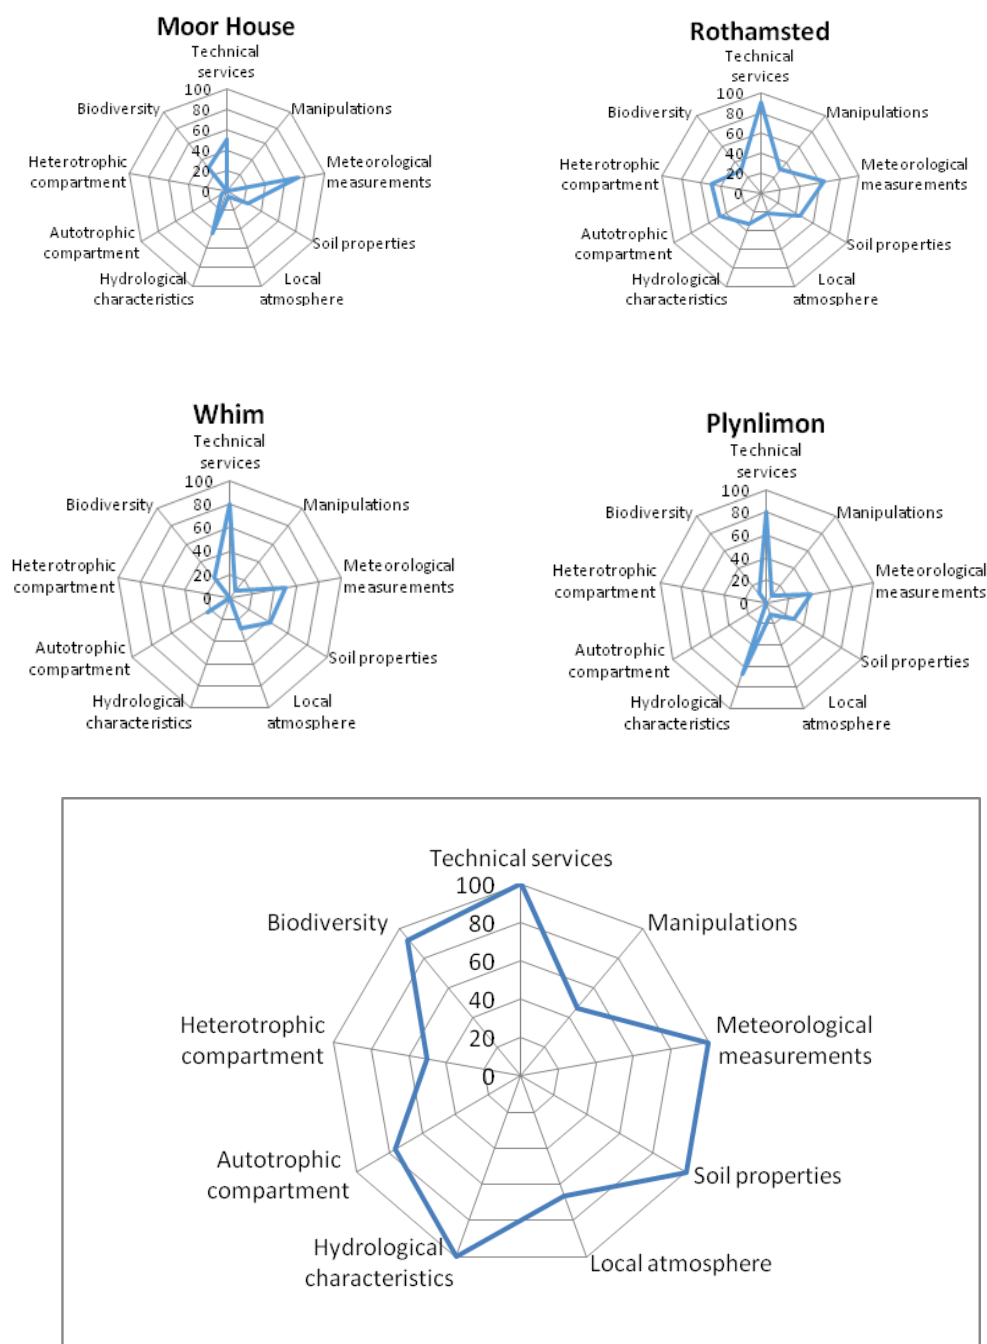 Moor House
Technical
services
100
80
60
40
20
0
Manipulations
Meteorological
measurements
Soil properties
Local
atmosphere
Hydrological
characteristics
Autotrophic
compartment
Heterotrophic
compartment
Biodiversity
Rothamsted
Technical
services
100
80
60
40
20
0
Manipulations
Meteorological
measurements
Soil properties
Local
atmosphere
Hydrological
characteristics
Autotrophic
compartment
Heterotrophic
compartment
Biodiversity
Whim
Technical
services
100
80
60
40
20
0
Manipulations
Meteorological
measurements
Soil properties
Local
atmosphere
Hydrological
characteristics
Autotrophic
compartment
Heterotrophic
compartment
Biodiversity
Plynlimon
Technical
services
100
80
60
40
20
0
Manipulations
Meteorological
measurements
Soil properties
Local
atmosphere
Hydrological
characteristics
Autotrophic
compartment
Heterotrophic
compartment
Biodiversity
Technical services
100
80
60
40
20
0
Manipulations
Meteorological
measurements
Soil properties
Local atmosphere
Hydrological
characteristics
Autotrophic
compartment
Heterotrophic
compartment
Biodiversity